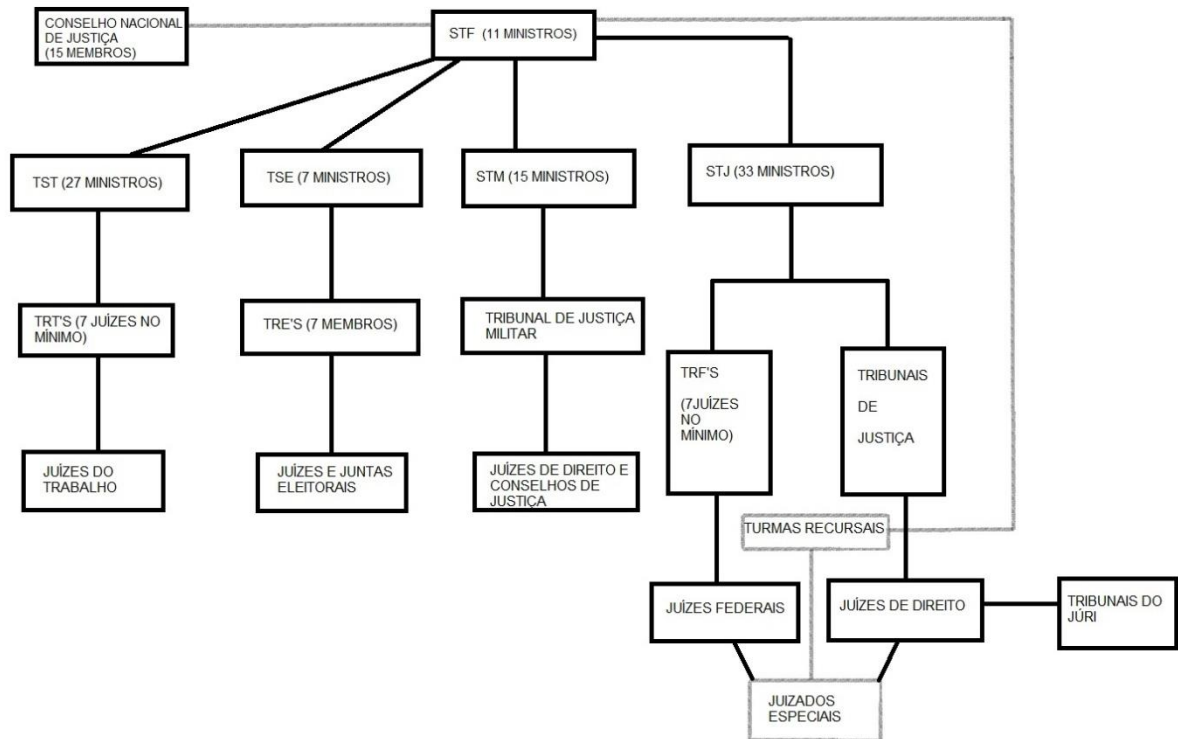 CONSELHO NACIONAL
DE JUSTIÇA
(15 MEMBROS)
STF (11 MINISTROS)
TST (27 MINISTROS)
TSE (7 MINISTROS)
STM (15 MINISTROS)
STJ (33 MINISTROS)
TRT'S (7 JUÍZES NO
MÍNIMO)
TRE'S (7 MEMBROS)
TRIBUNAL DE JUSTIÇA
MILITAR
TRF'S
(7JUÍZES
NO
MÍNIMO)
TRIBUNAIS
DE
JUSTIÇA
JUÍZES DO
TRABALHO
JUÍZES E JUNTAS
ELEITORAIS
JUÍZES DE DIREITO E
CONSELHOS DE
JUSTIÇA
TURMAS RECURSAIS
JUÍZES FEDERAIS
JUÍZES DE DIREITO
TRIBUNAIS DO
JÚRI
JUIZADOS
ESPECIAIS